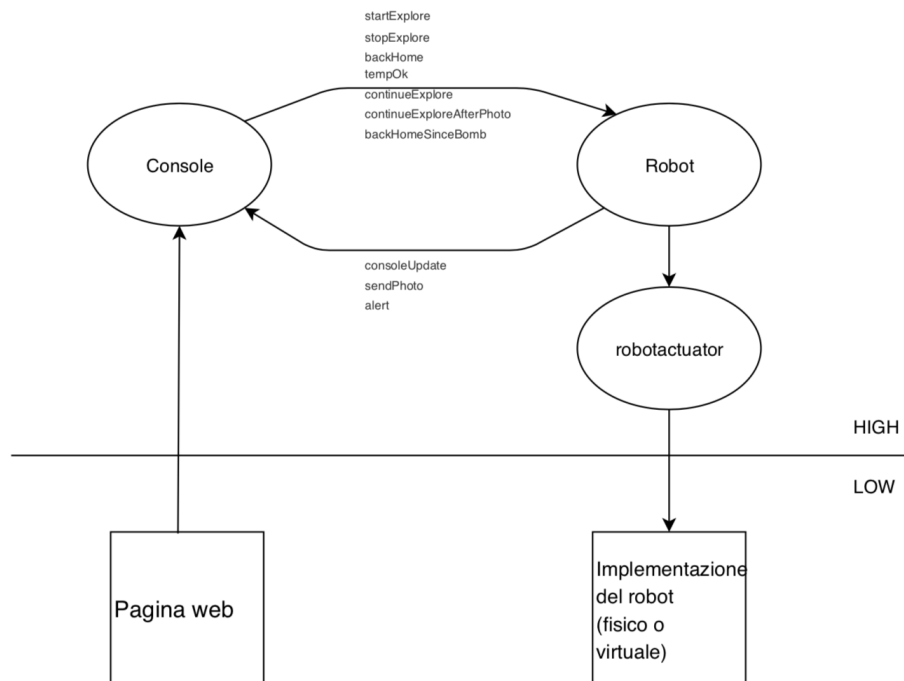 startExplore
stopExplore
backHome
tempOk
continueExplore
continueExploreAfterPhoto
backHomeSinceBomb
Console
Robot
consoleUpdate
sendPhoto
alert
robotactuator
HIGH
LOW
Pagina web
Implementazione
del robot
(fisico o
virtuale)